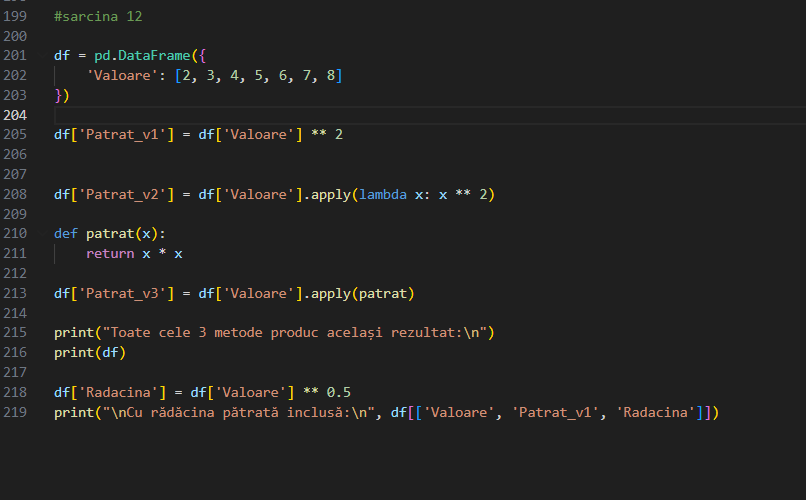 199 #sarcina 12
200
201 df = pd.DataFrame({
202     'Valoare': [2, 3, 4, 5, 6, 7, 8]
203 })
204
205 df['Patrat_v1'] = df['Valoare'] ** 2
206
207
208 df['Patrat_v2'] = df['Valoare'].apply(lambda x: x ** 2)
209
210 def patrat(x):
211     return x * x
212
213 df['Patrat_v3'] = df['Valoare'].apply(patrat)
214
215 print("Toate cele 3 metode produc același rezultat:\n")
216 print(df)
217
218 df['Radacina'] = df['Valoare'] ** 0.5
219 print("\nCu rădăcina pătrată inclusă:\n", df[['Valoare', 'Patrat_v1', 'Radacina']])